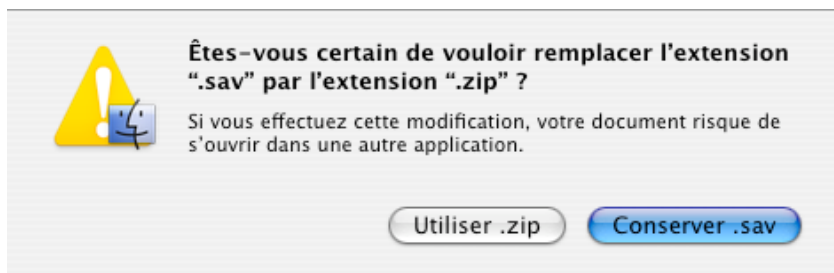 Êtes-vous certain de vouloir remplacer l'extension
“.sav” par l'extension “.zip” ?
Si vous effectuez cette modification, votre document risque de
s'ouvrir dans une autre application.
Utiliser .zip
Conserver .sav